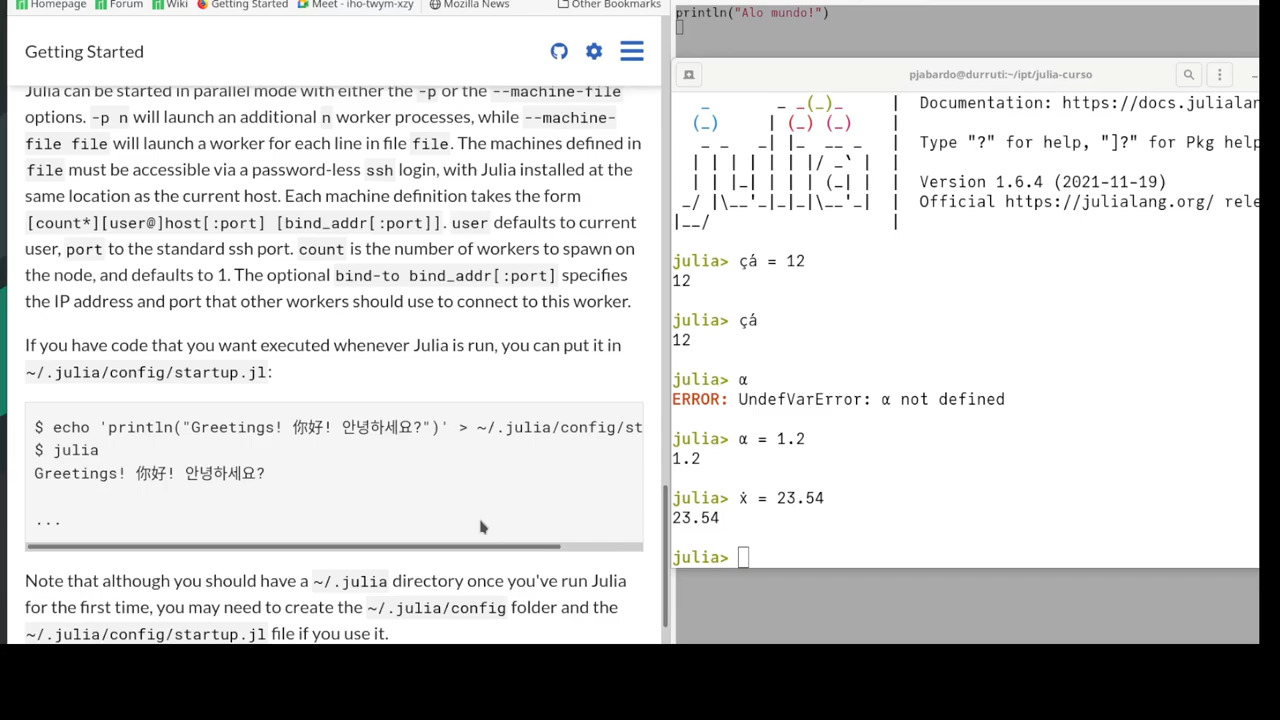 Homepage Forum Wiki Getting Started Meet - iho-twym-xzy Mozilla News Other Bookmarks
Getting Started
Julia can be started in parallel mode with either the -p or the --machine-file
options. -p n will launch an additional n worker processes, while --machine-
file file will launch a worker for each line in file file. The machines defined in
file must be accessible via a password-less ssh login, with Julia installed at the
same location as the current host. Each machine definition takes the form
[count*][user@]host[:port] [bind_addr[:port]]. user defaults to current
user, port to the standard ssh port. count is the number of workers to spawn on
the node, and defaults to 1. The optional bind-to bind_addr[:port] specifies
the IP address and port that other workers should use to connect to this worker.
If you have code that you want executed whenever Julia is run, you can put it in
~/.julia/config/startup.jl:
$ echo 'println("Greetings! 你好! 안녕하세요?")' > ~/.julia/config/st
$ julia
Greetings! 你好! 안녕하세요?
...
Note that although you should have a ~/.julia directory once you've run Julia
for the first time, you may need to create the ~/.julia/config folder and the
~/.julia/config/startup.jl file if you use it.
println("Alo mundo!")
pjabardo@durruti:~/ipt/julia-curso
Documentation: https://docs.julialan
Type "?" for help, "]?" for Pkg help
Version 1.6.4 (2021-11-19)
Official https://julialang.org/ rele
julia> çá = 12
12
julia> çá
12
julia> α
ERROR: UndefVarError: α not defined
julia> α = 1.2
1.2
julia> ẋ = 23.54
23.54
julia>